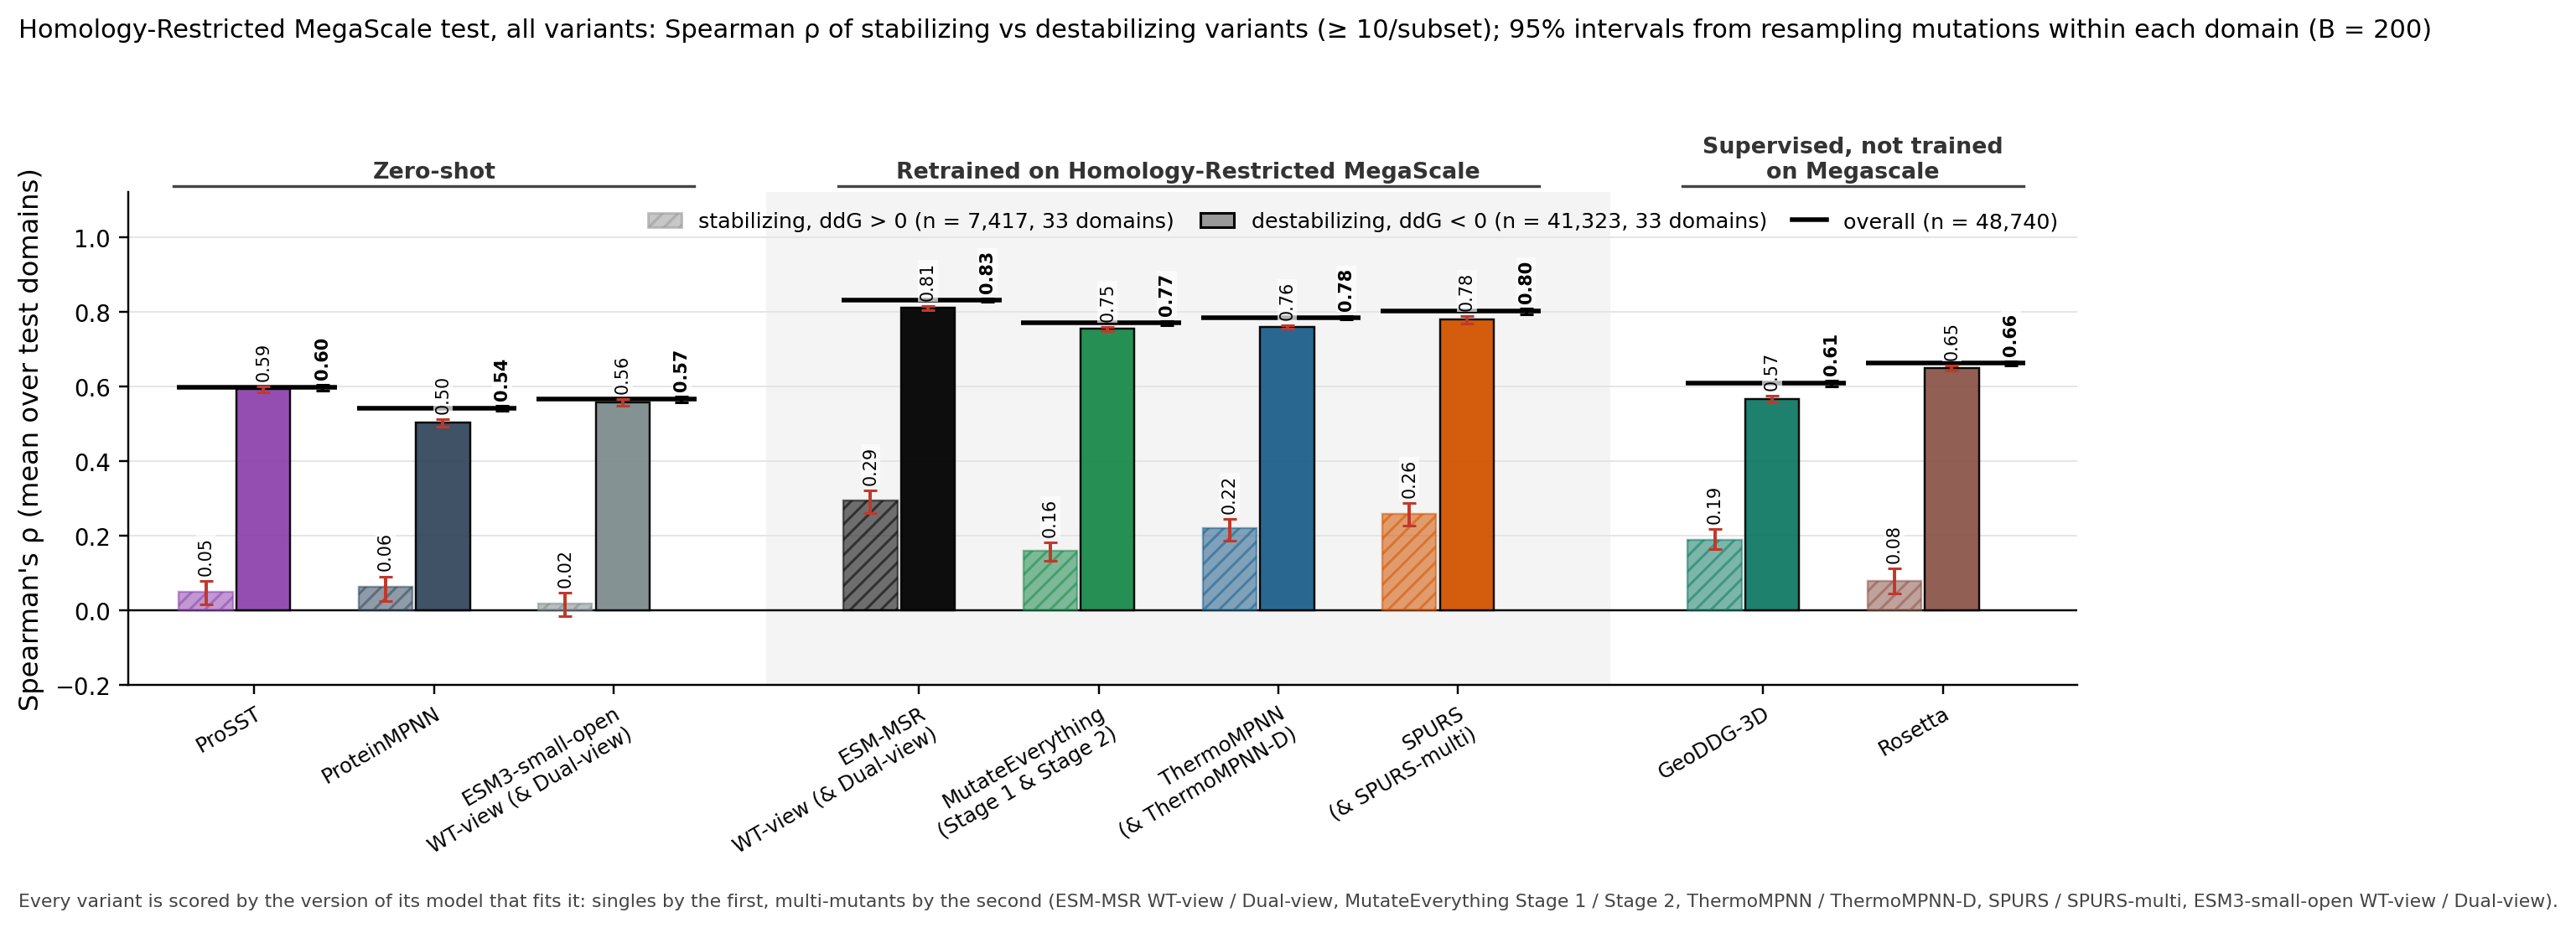 Homology-Restricted MegaScale test, all variants: Spearman ρ of stabilizing vs destabilizing variants (≥ 10/subset); 95% intervals from resampling mutations within each domain (B = 200)
Zero-shot
Retrained on Homology-Restricted MegaScale
Supervised, not trained
on Megascale
stabilizing, ddG > 0 (n = 7,417, 33 domains)
destabilizing, ddG < 0 (n = 41,323, 33 domains)
overall (n = 48,740)
Spearman's ρ (mean over test domains)
1.0
0.8
0.6
0.4
0.2
0.0
−0.2
0.05
0.59
0.60
0.06
0.50
0.54
0.02
0.56
0.57
0.29
0.81
0.83
0.16
0.75
0.77
0.22
0.76
0.78
0.26
0.78
0.80
0.19
0.57
0.61
0.08
0.65
0.66
ProSST
ProteinMPNN
ESM3-small-open
WT-view (& Dual-view)
ESM-MSR
WT-view (& Dual-view)
MutateEverything
(Stage 1 & Stage 2)
ThermoMPNN
(& ThermoMPNN-D)
SPURS
(& SPURS-multi)
GeoDDG-3D
Rosetta
Every variant is scored by the version of its model that fits it: singles by the first, multi-mutants by the second (ESM-MSR WT-view / Dual-view, MutateEverything Stage 1 / Stage 2, ThermoMPNN / ThermoMPNN-D, SPURS / SPURS-multi, ESM3-small-open WT-view / Dual-view).